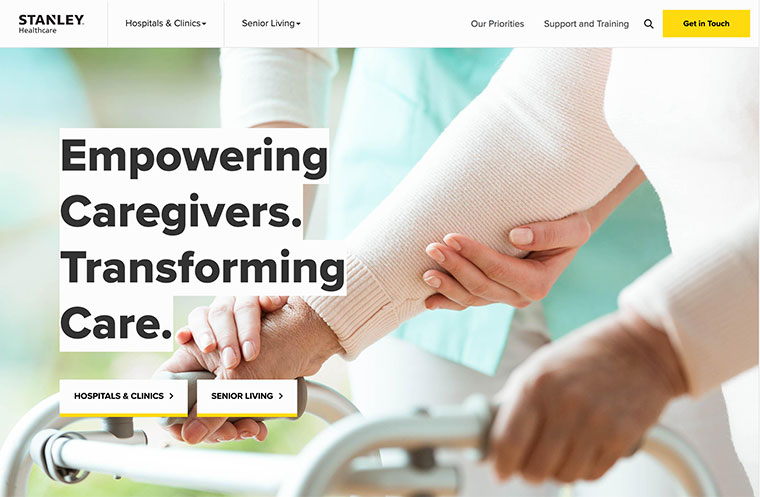 STANLEY
Healthcare
Hospitals & Clinics
Senior Living
Our Priorities
Support and Training
Get in Touch
Empowering
Caregivers.
Transforming
Care.
HOSPITALS & CLINICS
SENIOR LIVING